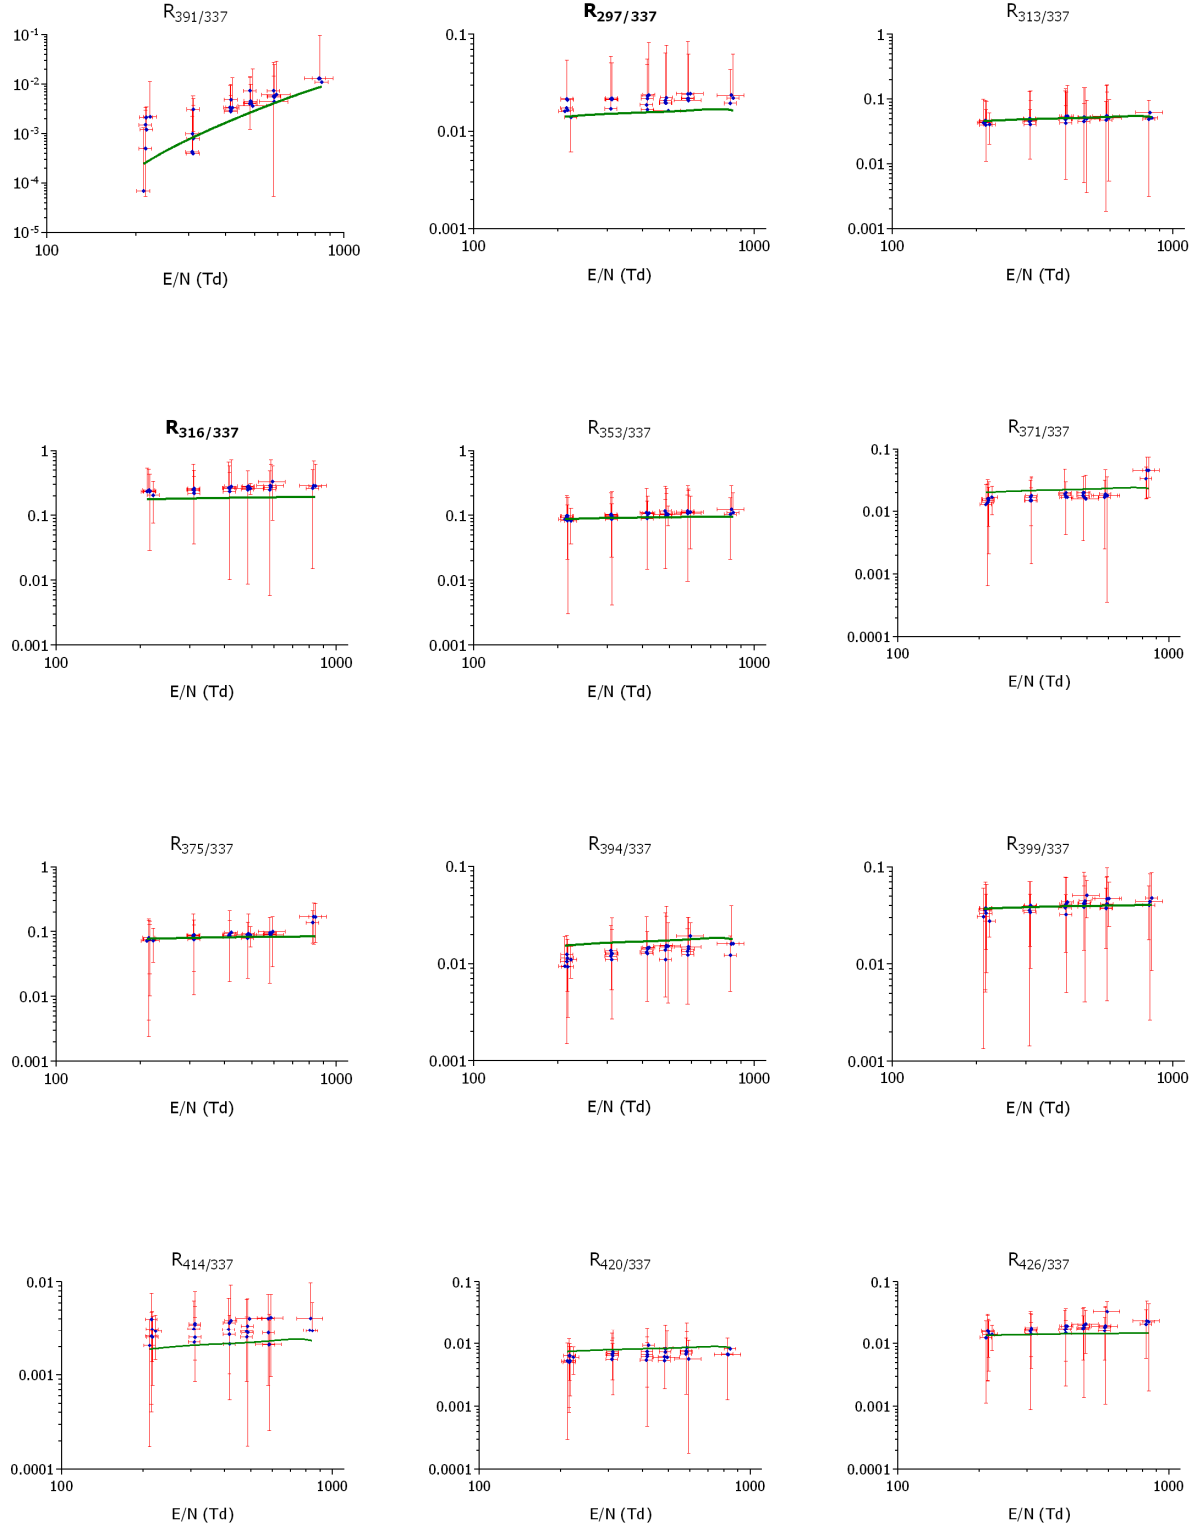 R391/337
R297/337
R313/337
10-1
10-2
10-3
10-4
10-5
100
1000
E/N (Td)
0.1
0.01
0.001
100
1000
E/N (Td)
1
0.1
0.01
0.001
100
1000
E/N (Td)
R316/337
R353/337
R371/337
1
0.1
0.01
0.001
100
1000
E/N (Td)
1
0.1
0.01
0.001
100
1000
E/N (Td)
0.1
0.01
0.001
0.0001
100
1000
E/N (Td)
R375/337
R394/337
R399/337
1
0.1
0.01
0.001
100
1000
E/N (Td)
0.1
0.01
0.001
100
1000
E/N (Td)
0.1
0.01
0.001
100
1000
E/N (Td)
R414/337
R420/337
R426/337
0.01
0.001
0.0001
100
1000
E/N (Td)
0.1
0.01
0.001
0.0001
100
1000
E/N (Td)
0.1
0.01
0.001
0.0001
100
1000
E/N (Td)